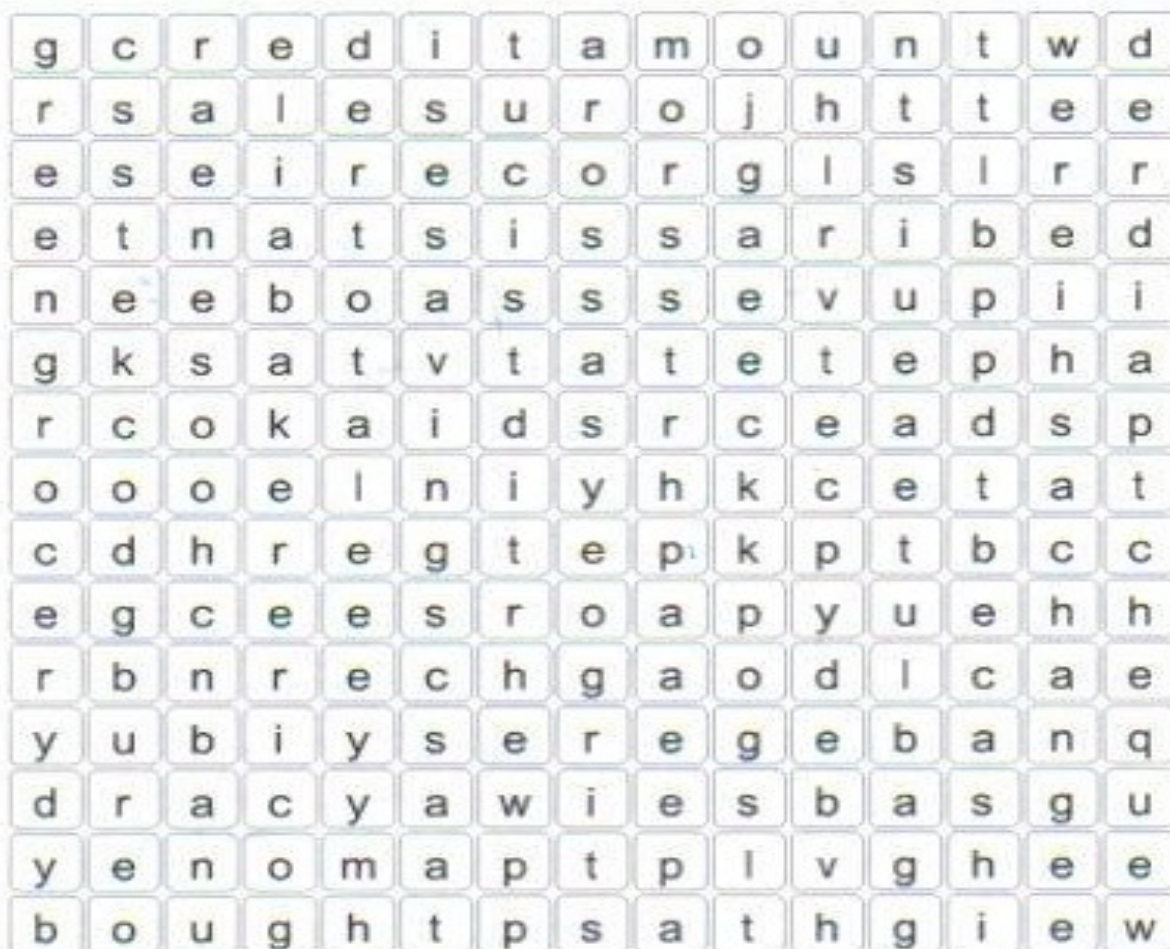 g c r e d i t a m o u n t w d
r s a l e s u r o j h t t e e
e s e i r e c o r g l s l r r
e t n a t s i s s a r i b e d
n e e b o a s s s e v u p i i
g k s a t v t a t e t e p h a
r c o k a i d s r c e a d s p
o o o e l n i y h k c e t a t
c d h r e g t e p k p t b c c
e g c e e s r o a p y u e h h
r b n r e c h g a o d l c a e
y u b i y s e r e g e b a n q
d r a c y a w i e s b a s g u
y e n o m a p t p l v g h e e
b o u g h t p s a t h g i e w